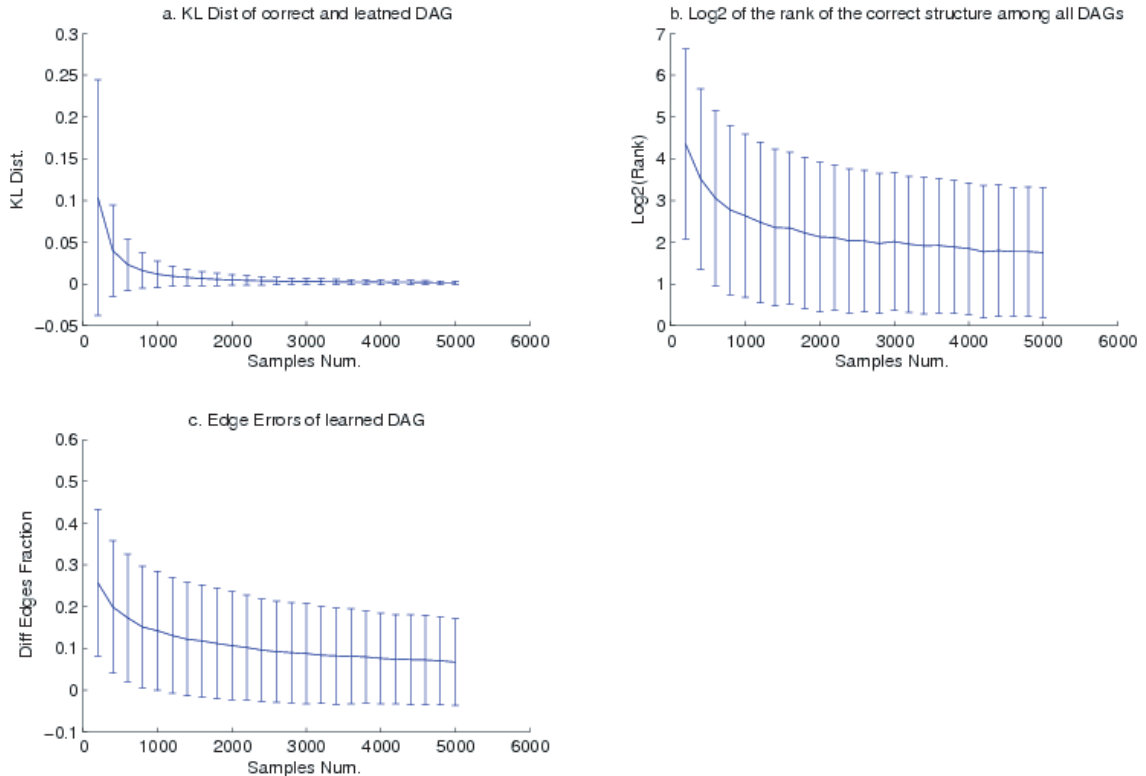 a. KL Dist of correct and leatned DAG
0.3
0.25
0.2
0.15
0.1
0.05
0
−0.05
KL Dist.
0 1000 2000 3000 4000 5000 6000
Samples Num.
b. Log2 of the rank of the correct structure among all DAGs
7
6
5
4
3
2
1
0
Log2(Rank)
0 1000 2000 3000 4000 5000 6000
Samples Num.
c. Edge Errors of learned DAG
0.6
0.5
0.4
0.3
0.2
0.1
0
−0.1
Diff Edges Fraction
0 1000 2000 3000 4000 5000 6000
Samples Num.